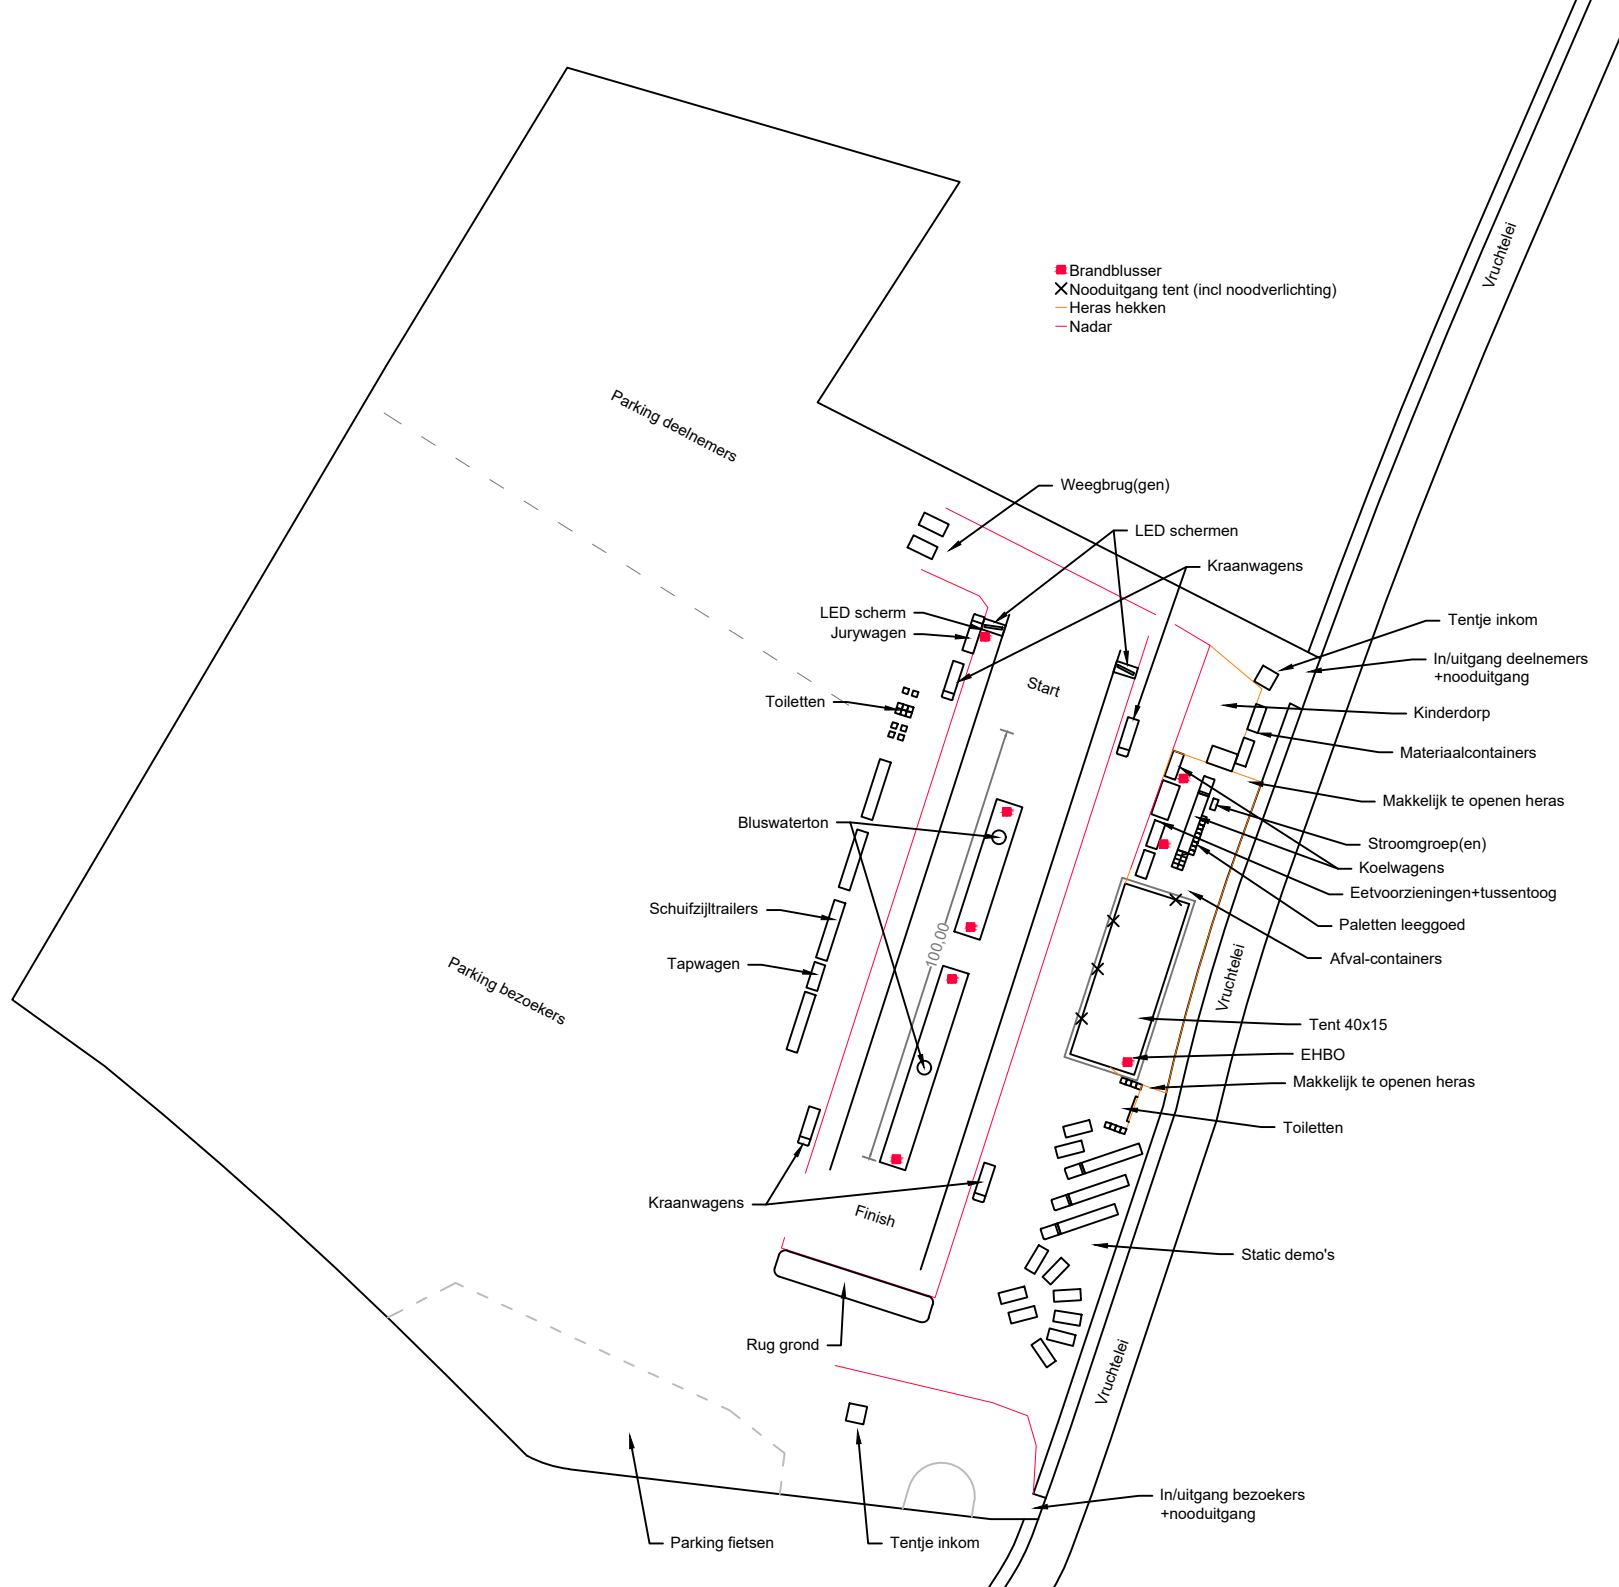 Vruchtelei
Brandblusser
Nooduitgang tent (incl noodverlichting)
Heras hekken
Nadar
Parking deelnemers
Weegbrug(gen)
LED schermen
Kraanwagens
LED scherm
Jurywagen
Tentje inkom
In/uitgang deelnemers
+nooduitgang
Start
Toiletten
Kinderdorp
Materiaalcontainers
Makkelijk te openen heras
Bluswaterton
Stroomgroep(en)
Koelwagens
Eetvoorzieningen+tussentoog
Schuifzijltrailers
Paletten leeggoed
100,00
Tapwagen
Afval-containers
Parking bezoekers
Vruchtelei
Tent 40x15
EHBO
Makkelijk te openen heras
Toiletten
Kraanwagens
Finish
Static demo's
Rug grond
Vruchtelei
In/uitgang bezoekers
+nooduitgang
Parking fietsen
Tentje inkom